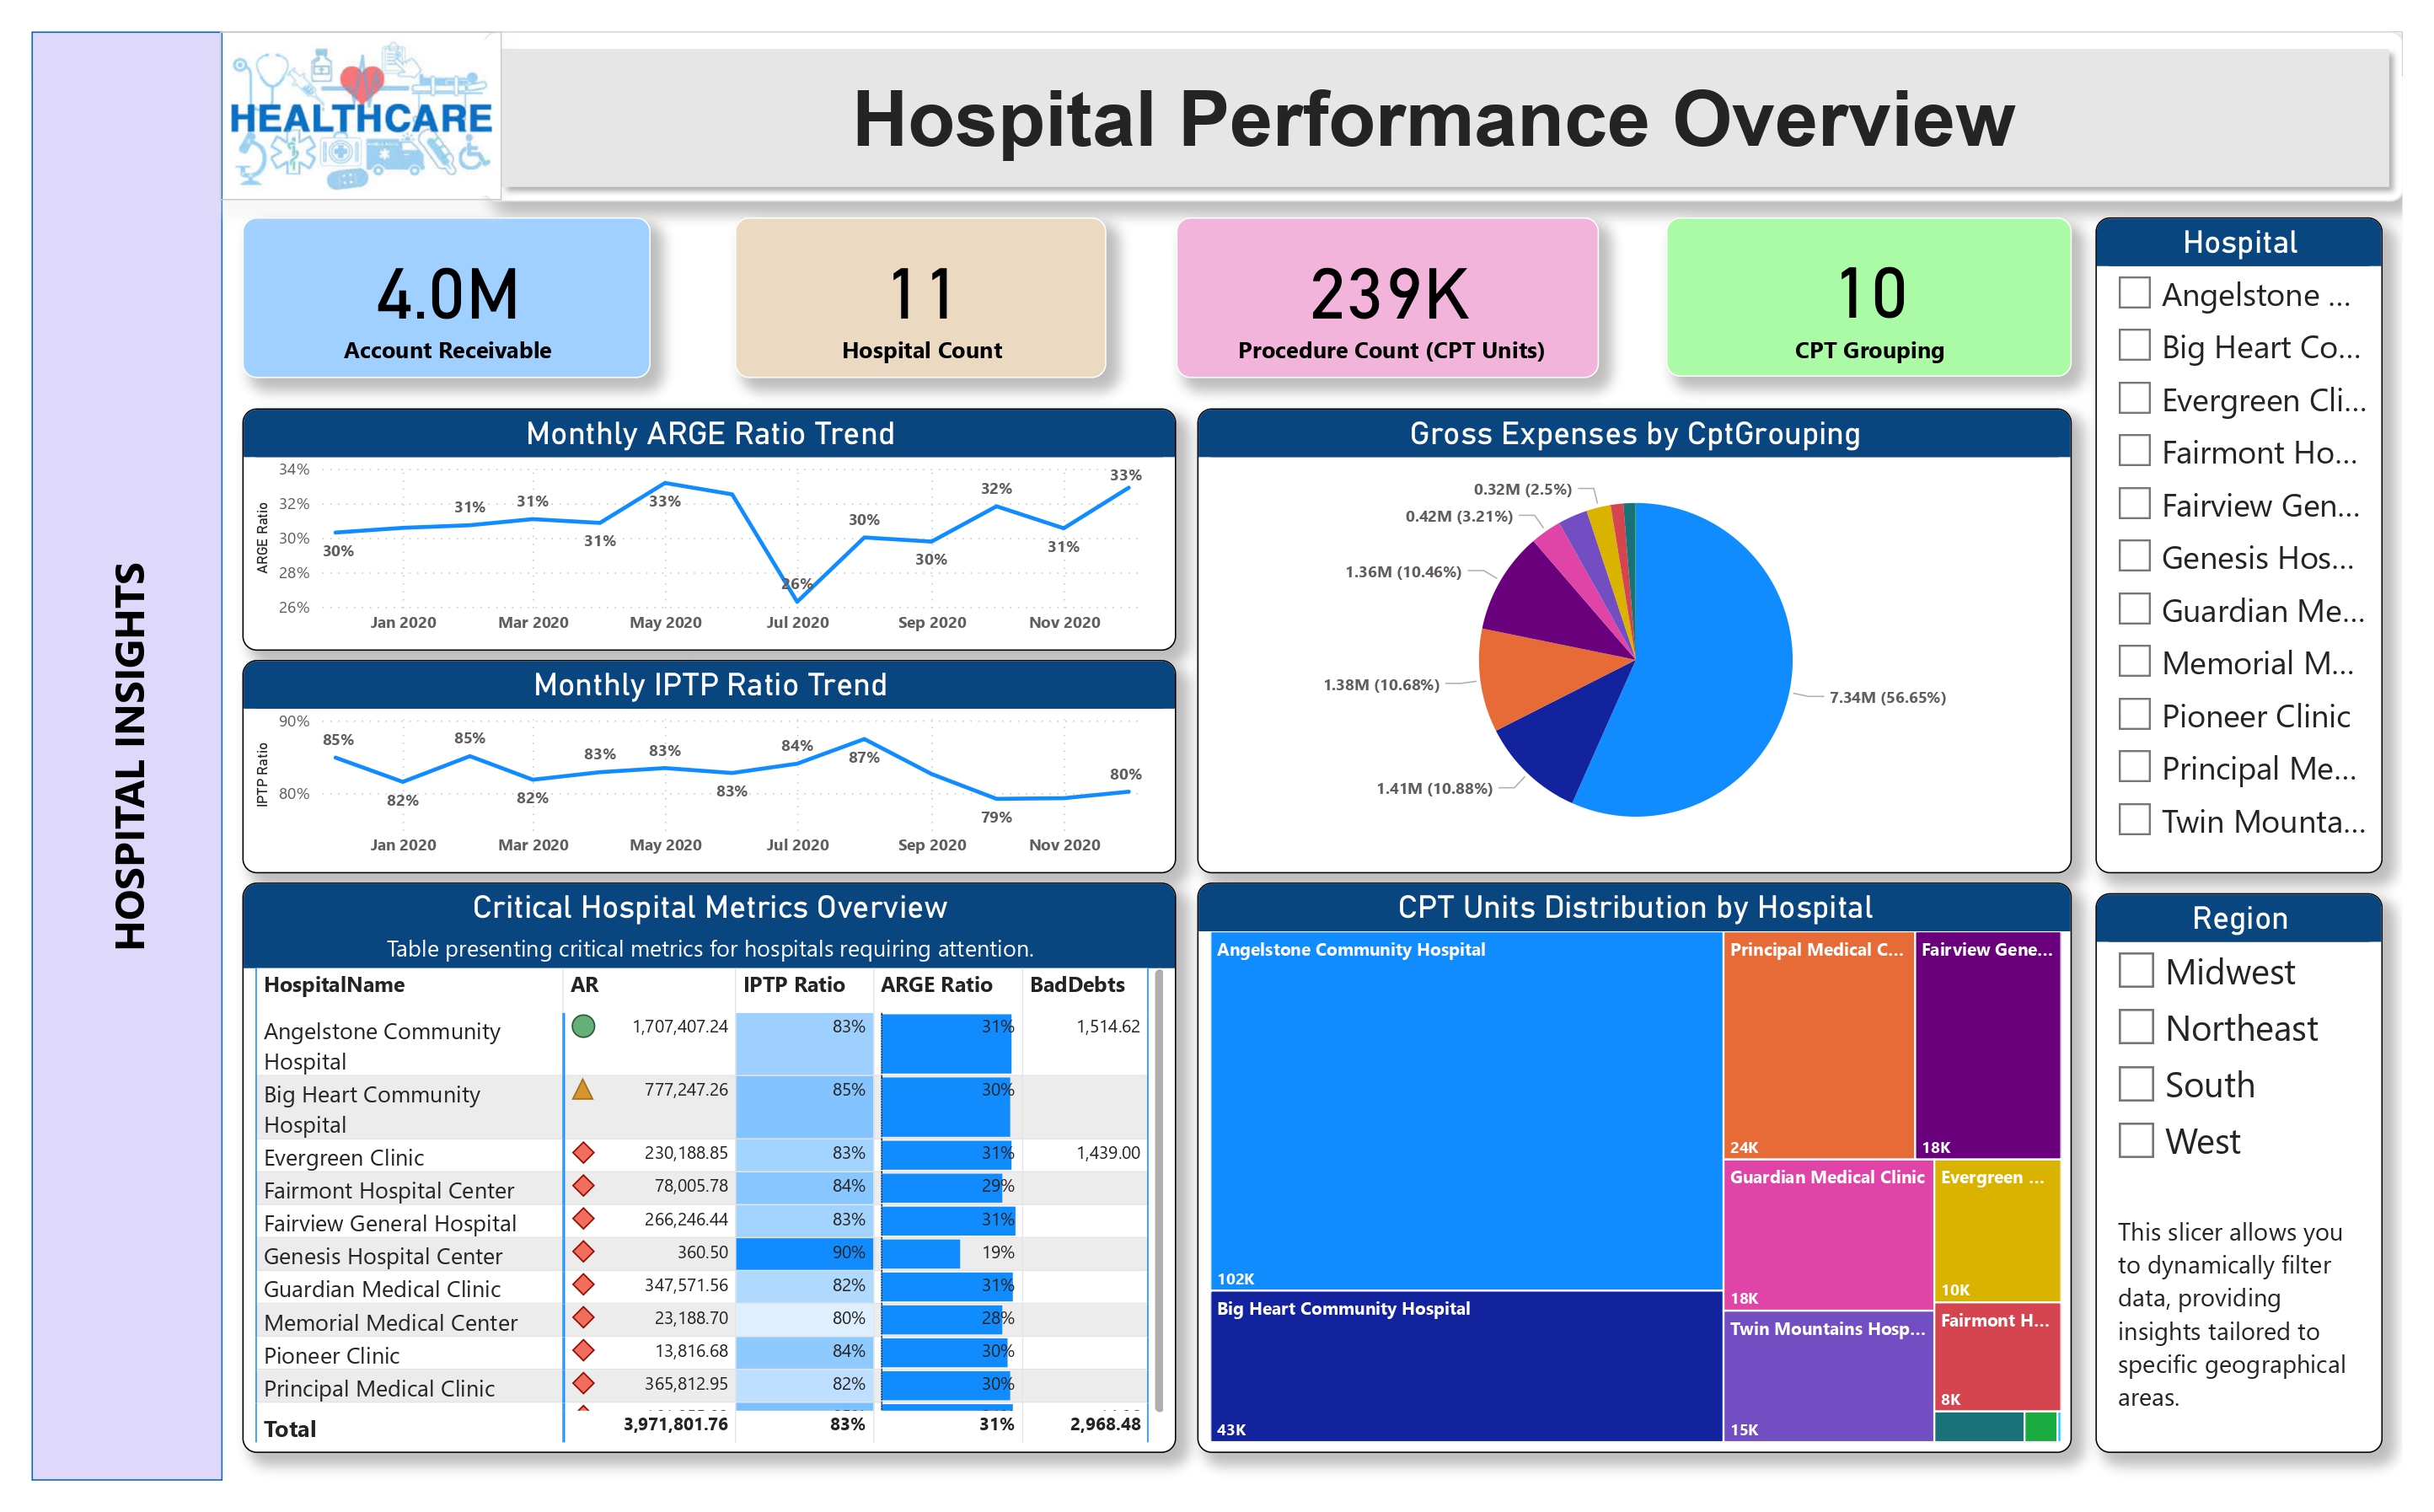 HEALTHCARE
Hospital Performance Overview
HOSPITAL INSIGHTS
4.0M
Account Receivable
11
Hospital Count
239K
Procedure Count (CPT Units)
10
CPT Grouping
Hospital
Angelstone ...
Big Heart Co...
Evergreen Cli...
Fairmont Ho...
Fairview Gen...
Genesis Hos...
Guardian Me...
Memorial M...
Pioneer Clinic
Principal Me...
Twin Mounta...
Monthly ARGE Ratio Trend
ARGE Ratio
34%
32%
30%
28%
26%
30%
31%
31%
31%
33%
26%
30%
30%
32%
31%
33%
Jan 2020 Mar 2020 May 2020 Jul 2020 Sep 2020 Nov 2020
Monthly IPTP Ratio Trend
IPTP Ratio
90%
80%
85%
82%
85%
82%
83%
83%
83%
84%
87%
79%
80%
Jan 2020 Mar 2020 May 2020 Jul 2020 Sep 2020 Nov 2020
Gross Expenses by CptGrouping
0.32M (2.5%)
0.42M (3.21%)
1.36M (10.46%)
1.38M (10.68%)
1.41M (10.88%)
7.34M (56.65%)
Critical Hospital Metrics Overview
Table presenting critical metrics for hospitals requiring attention.
HospitalName AR IPTP Ratio ARGE Ratio BadDebts
Angelstone Community 1,707,407.24 83% 31% 1,514.62
Hospital
Big Heart Community 777,247.26 85% 30%
Hospital
Evergreen Clinic 230,188.85 83% 31% 1,439.00
Fairmont Hospital Center 78,005.78 84% 29%
Fairview General Hospital 266,246.44 83% 31%
Genesis Hospital Center 360.50 90% 19%
Guardian Medical Clinic 347,571.56 82% 31%
Memorial Medical Center 23,188.70 80% 28%
Pioneer Clinic 13,816.68 84% 30%
Principal Medical Clinic 365,812.95 82% 30%
Total 3,971,801.76 83% 31% 2,968.48
CPT Units Distribution by Hospital
Angelstone Community Hospital
102K
Big Heart Community Hospital
43K
Principal Medical C...
24K
Fairview Gene...
18K
Guardian Medical Clinic
18K
Evergreen ...
10K
Twin Mountains Hosp...
15K
Fairmont H...
8K
Region
Midwest
Northeast
South
West
This slicer allows you
to dynamically filter
data, providing
insights tailored to
specific geographical
areas.